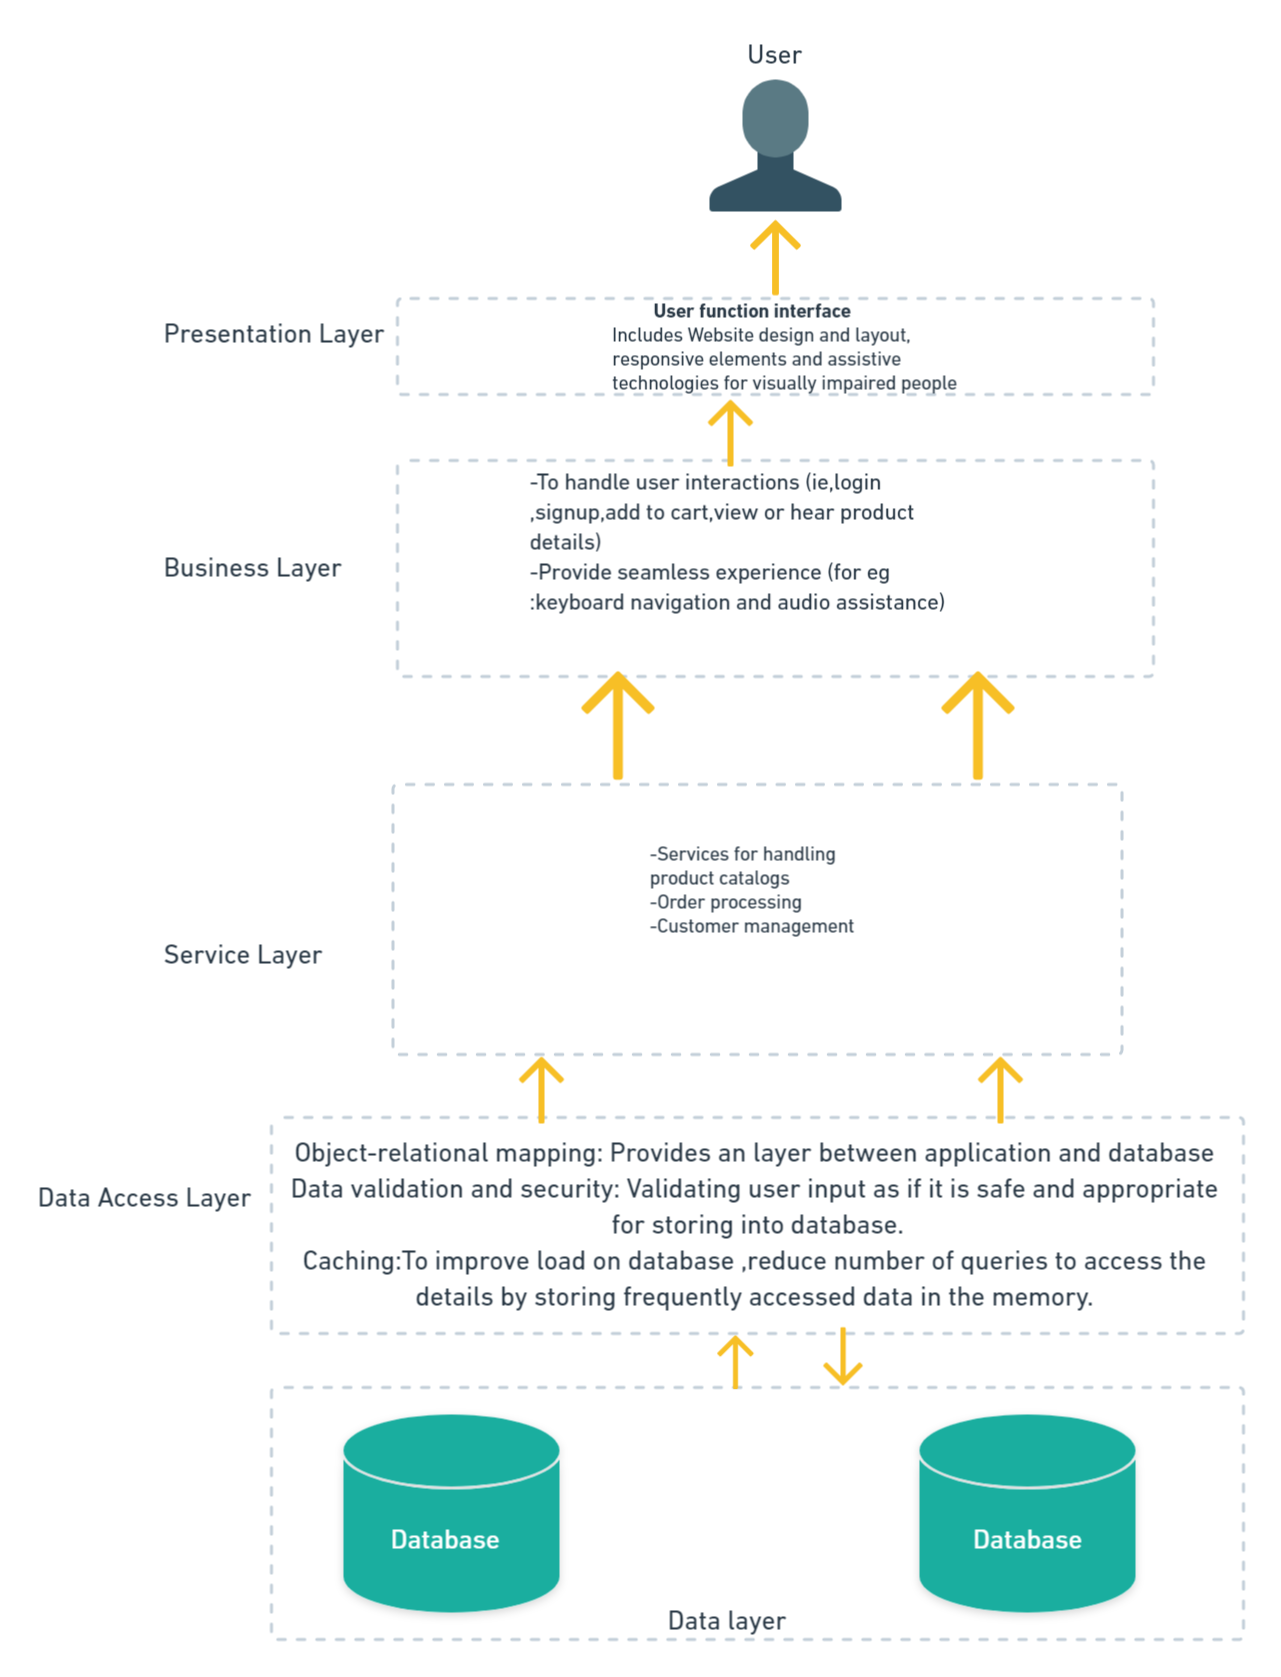 User
User function interface
Presentation Layer
Includes Website design and layout,
responsive elements and assistive
technologies for visually impaired people
-To handle user interactions (ie,login
,signup,add to cart,view or hear product
details)
Business Layer
-Provide seamless experience (for eg
:keyboard navigation and audio assistance)
-Services for handling
product catalogs
-Order processing
-Customer management
Service Layer
Object-relational mapping: Provides an layer between application and database
Data Access Layer
Data validation and security: Validating user input as if it is safe and appropriate
for storing into database.
Caching:To improve load on database ,reduce number of queries to access the
details by storing frequently accessed data in the memory.
Database
Database
Data layer